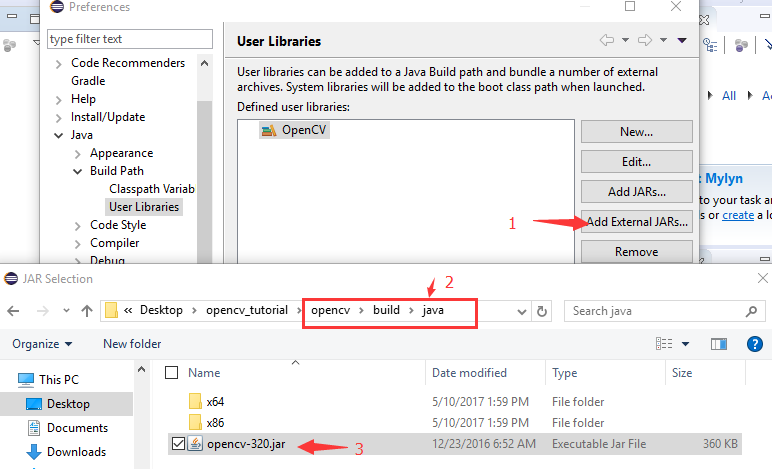 Preferences
type filter text
User Libraries
Code Recommenders
Gradle
Help
Install/Update
Java
Appearance
Build Path
Classpath Variab
User Libraries
Code Style
Compiler
Debug
User libraries can be added to a Java Build path and bundle a number of external
archives. System libraries will be added to the boot class path when launched.
Defined user libraries:
OpenCV
New...
Edit...
Add JARs...
1
Add External JARs...
Remove
All
Mylyn
to your task a
s or create a lo
JAR Selection
2
« Desktop > opencv_tutorial > opencv > build > java
Search java
Organize
New folder
This PC
Desktop
Documents
Downloads
Name Date modified Type Size
x64 5/10/2017 1:59 PM File folder
x86 5/10/2017 1:59 PM File folder
opencv-320.jar 3 12/23/2016 6:52 AM Executable Jar File 360 KB